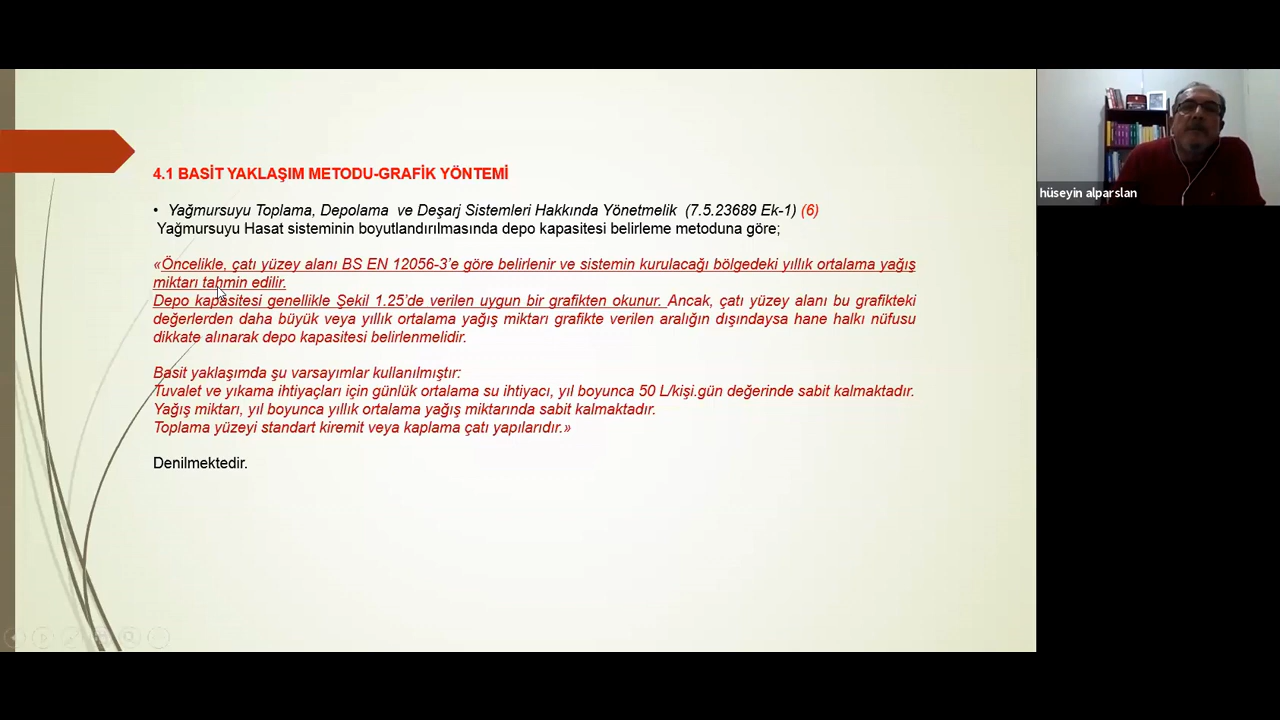 4.1 BASİT YAKLAŞIM METODU-GRAFİK YÖNTEMİ
• Yağmursuyu Toplama, Depolama ve Deşarj Sistemleri Hakkında Yönetmelik (7.5.23689 Ek-1) (6)
Yağmursuyu Hasat sisteminin boyutlandırılmasında depo kapasitesi belirleme metoduna göre;
«Öncelikle, çatı yüzey alanı BS EN 12056-3’e göre belirlenir ve sistemin kurulacağı bölgedeki yıllık ortalama yağış
miktarı tahmin edilir.
Depo kapasitesi genellikle Şekil 1.25’de verilen uygun bir grafikten okunur. Ancak, çatı yüzey alanı bu grafikteki
değerlerden daha büyük veya yıllık ortalama yağış miktarı grafikte verilen aralığın dışındaysa hane halkı nüfusu
dikkate alınarak depo kapasitesi belirlenmelidir.
Basit yaklaşımda şu varsayımlar kullanılmıştır:
Tuvalet ve yıkama ihtiyaçları için günlük ortalama su ihtiyacı, yıl boyunca 50 L/kişi.gün değerinde sabit kalmaktadır.
Yağış miktarı, yıl boyunca yıllık ortalama yağış miktarında sabit kalmaktadır.
Toplama yüzeyi standart kiremit veya kaplama çatı yapılarıdır.»
Denilmektedir.
hüseyin alparslan